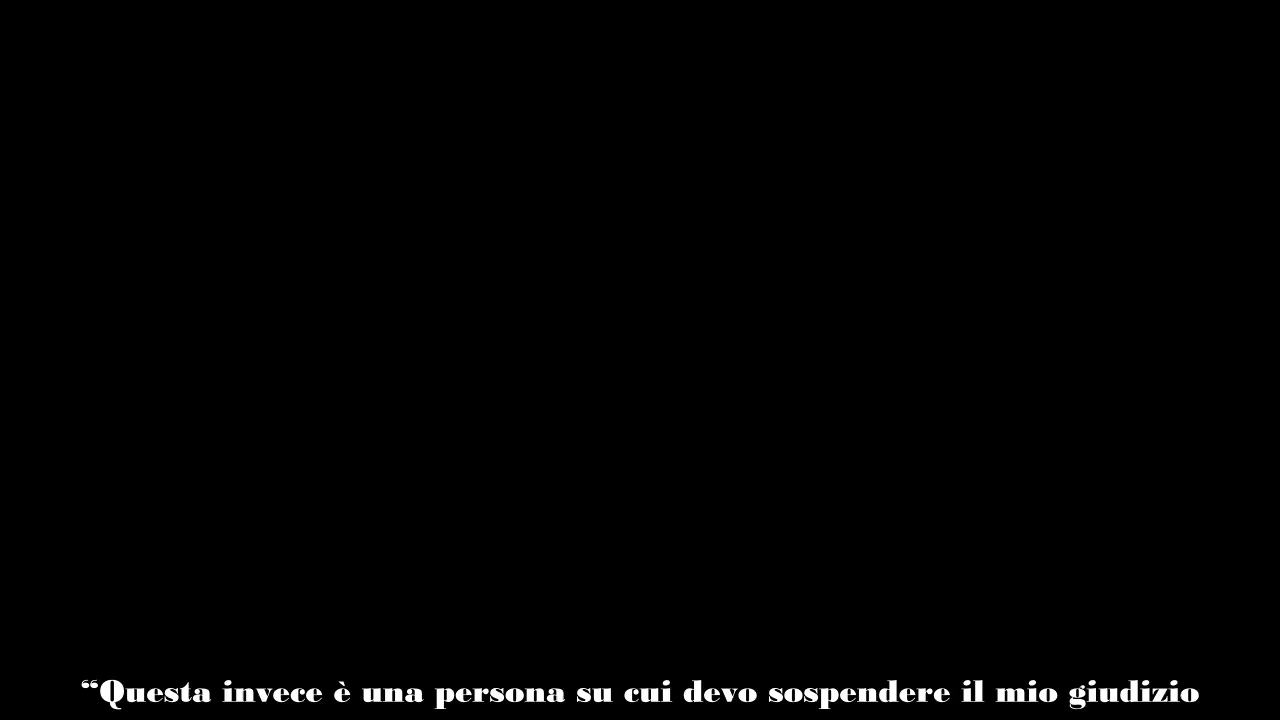 “Questa invece è una persona su cui devo sospendere il mio giudizio